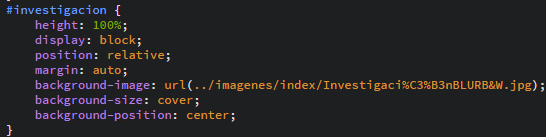 #investigacion {
height: 100%;
display: block;
position: relative;
margin: auto;
background-image: url(../imagenes/index/Investigaci%C3%B3nBLURB&W.jpg);
background-size: cover;
background-position: center;
}